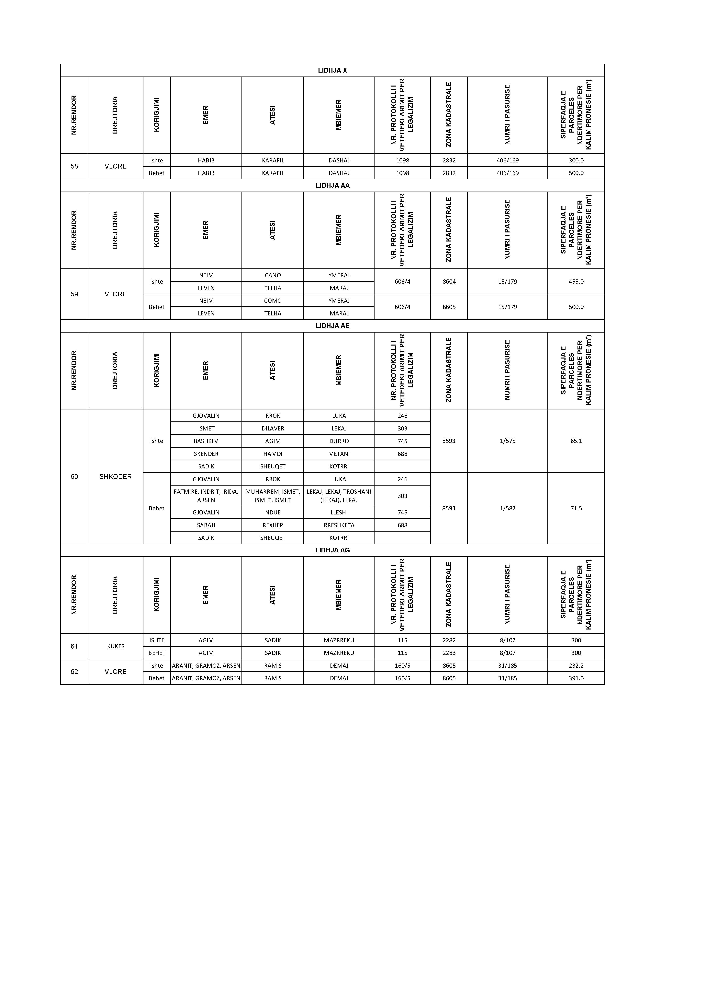 LIDHJA X
NR.RENDOR DREJTORIA KORIGJIMI EMER ATESI MBIEMER NR. PROTOKOLLI I VETEDEKLARIMIT PER LEGALIZIM ZONA KADASTRALE NUMRI I PASURISE SIPERFAQJA E PARCELES NDERTIMORE PER KALIM PRONESIE (m²)
58 VLORE Ishte HABIB KARAFIL DASHAJ 1098 2832 406/169 300.0
Behet HABIB KARAFIL DASHAJ 1098 2832 406/169 500.0
LIDHJA AA
NR.RENDOR DREJTORIA KORIGJIMI EMER ATESI MBIEMER NR. PROTOKOLLI I VETEDEKLARIMIT PER LEGALIZIM ZONA KADASTRALE NUMRI I PASURISE SIPERFAQJA E PARCELES NDERTIMORE PER KALIM PRONESIE (m²)
59 VLORE Ishte NEIM CANO YMERAJ 606/4 8604 15/179 455.0
LEVEN TELHA MARAJ
Behet NEIM COMO YMERAJ 606/4 8605 15/179 500.0
LEVEN TELHA MARAJ
LIDHJA AE
NR.RENDOR DREJTORIA KORIGJIMI EMER ATESI MBIEMER NR. PROTOKOLLI I VETEDEKLARIMIT PER LEGALIZIM ZONA KADASTRALE NUMRI I PASURISE SIPERFAQJA E PARCELES NDERTIMORE PER KALIM PRONESIE (m²)
60 SHKODER Ishte GJOVALIN RROK LUKA 246 8593 1/575 65.1
ISMET DILAVER LEKAJ 303
BASHKIM AGIM DURRO 745
SKENDER HAMDI METANI 688
SADIK SHEUQET KOTRRI
Behet GJOVALIN RROK LUKA 246 8593 1/582 71.5
FATMIRE, INDRIT, IRIDA, ARSEN MUHARREM, ISMET, ISMET, ISMET LEKAJ, LEKAJ, TROSHANI (LEKAJ), LEKAJ 303
GJOVALIN NDUE LLESHI 745
SABAH REXHEP RRESHKETA 688
SADIK SHEUQET KOTRRI
LIDHJA AG
NR.RENDOR DREJTORIA KORIGJIMI EMER ATESI MBIEMER NR. PROTOKOLLI I VETEDEKLARIMIT PER LEGALIZIM ZONA KADASTRALE NUMRI I PASURISE SIPERFAQJA E PARCELES NDERTIMORE PER KALIM PRONESIE (m²)
61 KUKES ISHTE AGIM SADIK MAZRREKU 115 2282 8/107 300
BEHET AGIM SADIK MAZRREKU 115 2283 8/107 300
62 VLORE Ishte ARANIT, GRAMOZ, ARSEN RAMIS DEMAJ 160/5 8605 31/185 232.2
Behet ARANIT, GRAMOZ, ARSEN RAMIS DEMAJ 160/5 8605 31/185 391.0